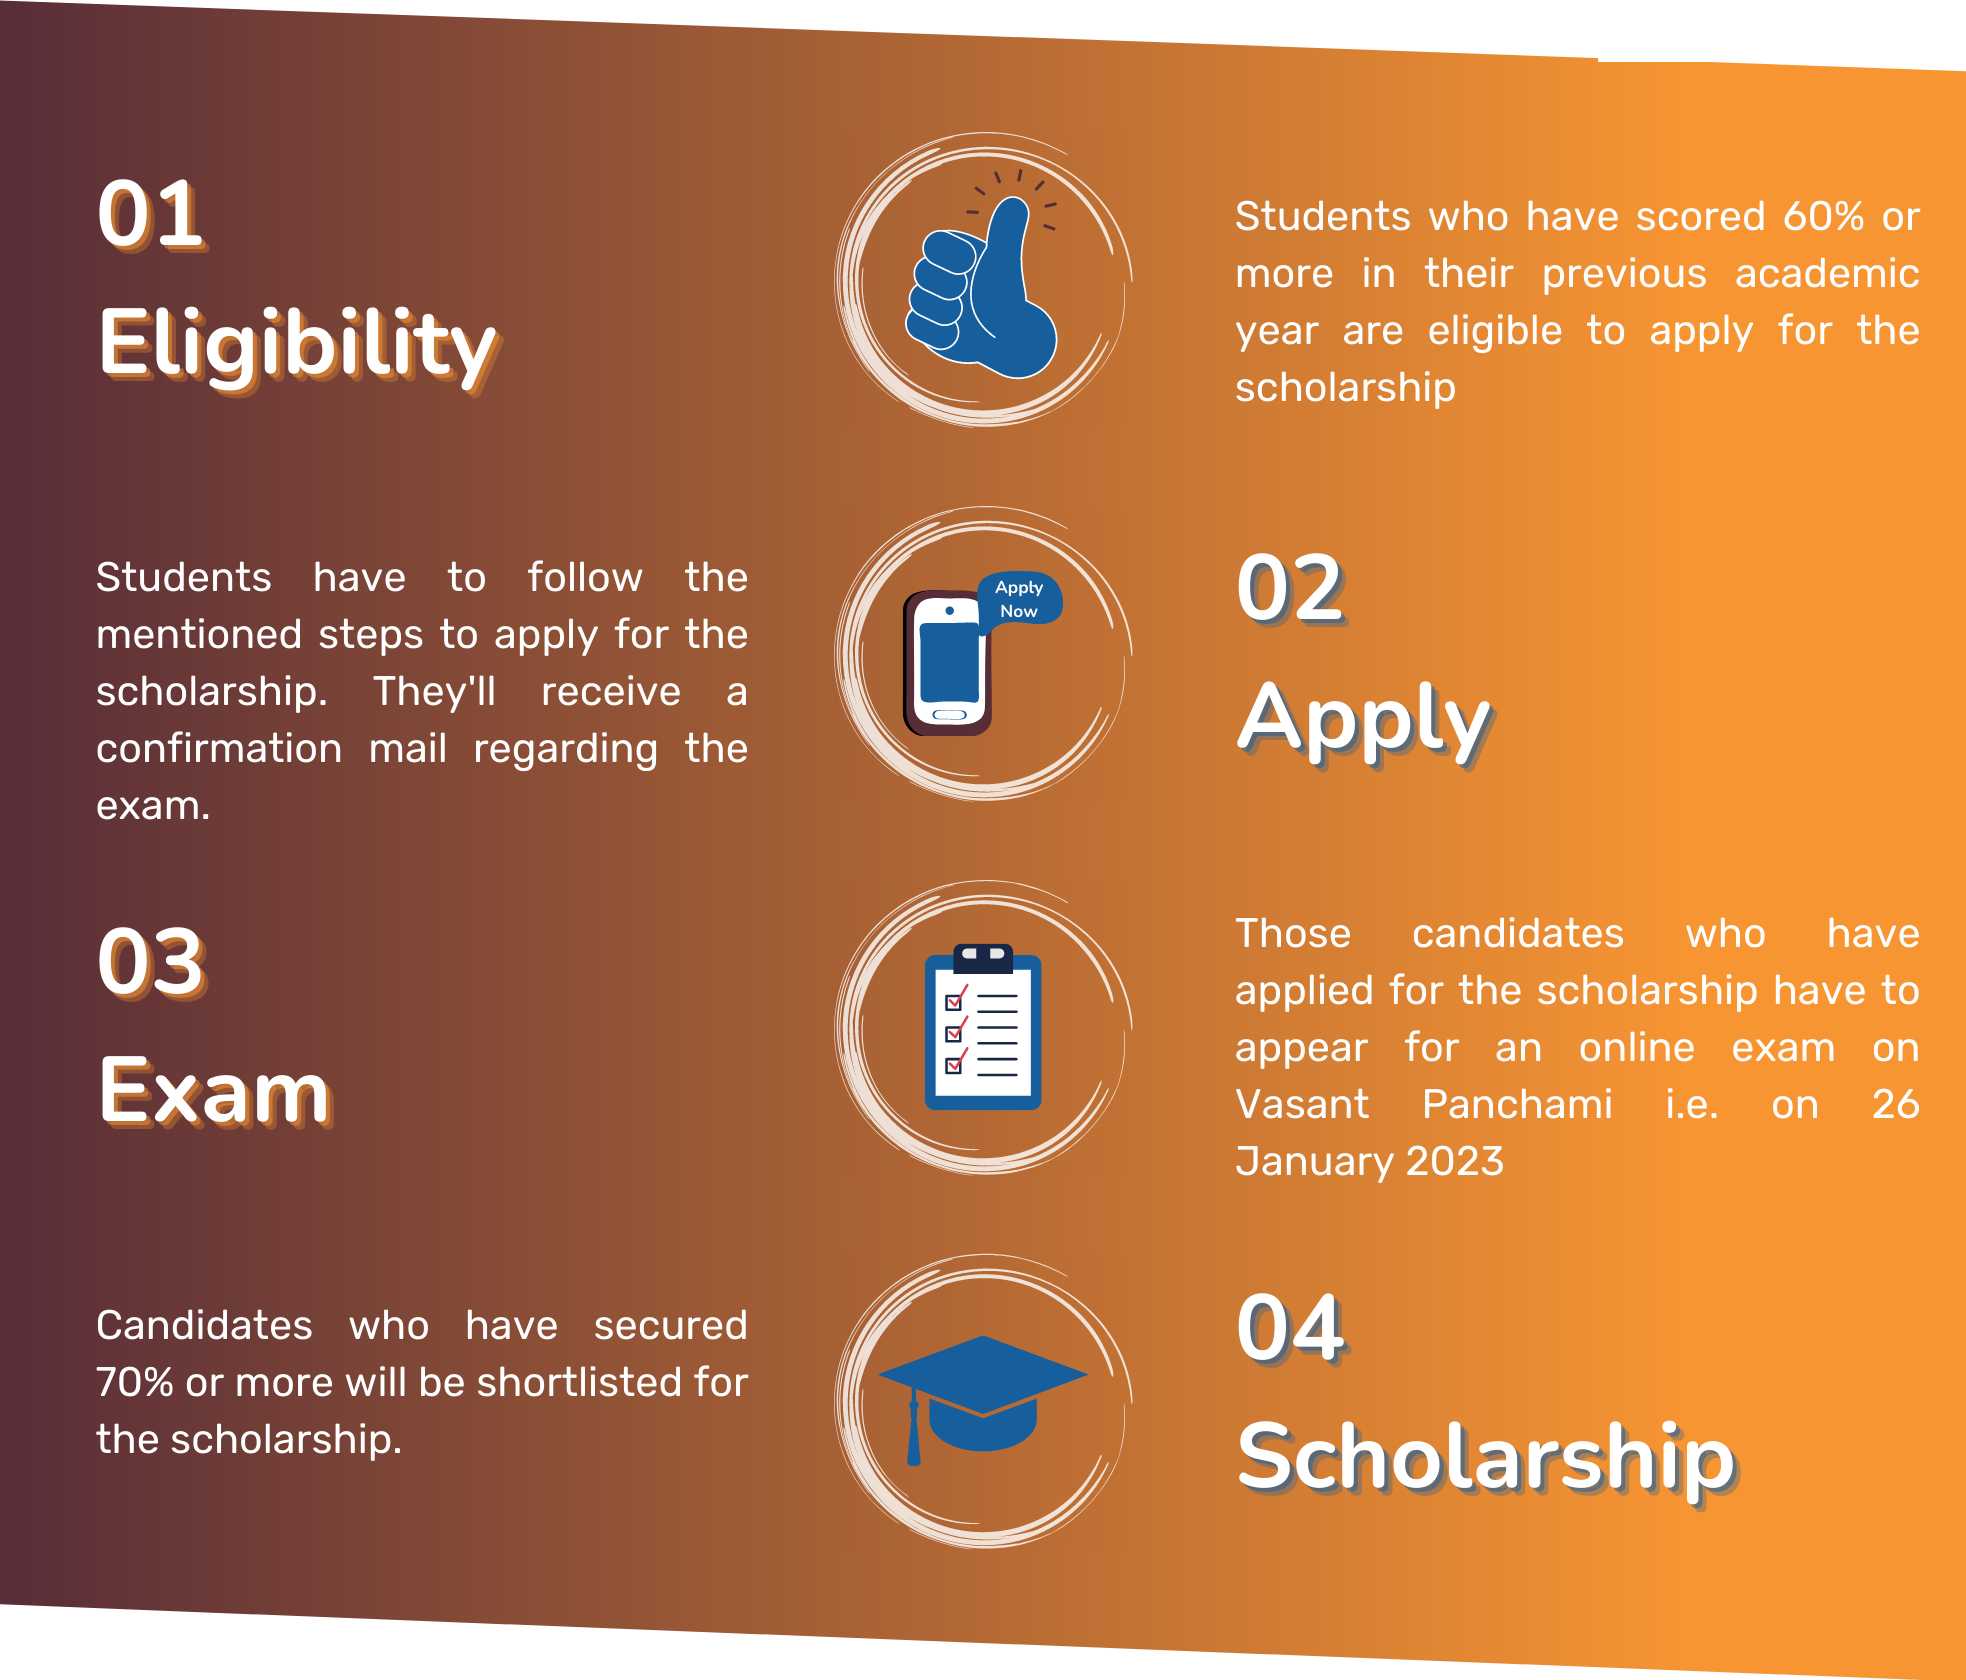 01
Eligibility
Students who have scored 60% or
more in their previous academic
year are eligible to apply for the
scholarship
Students have to follow the
mentioned steps to apply for the
scholarship. They'll receive a
confirmation mail regarding the
exam.
Apply
Now
02
Apply
03
Exam
Those candidates who have
applied for the scholarship have to
appear for an online exam on
Vasant Panchami i.e. on 26
January 2023
Candidates who have secured
70% or more will be shortlisted for
the scholarship.
04
Scholarship